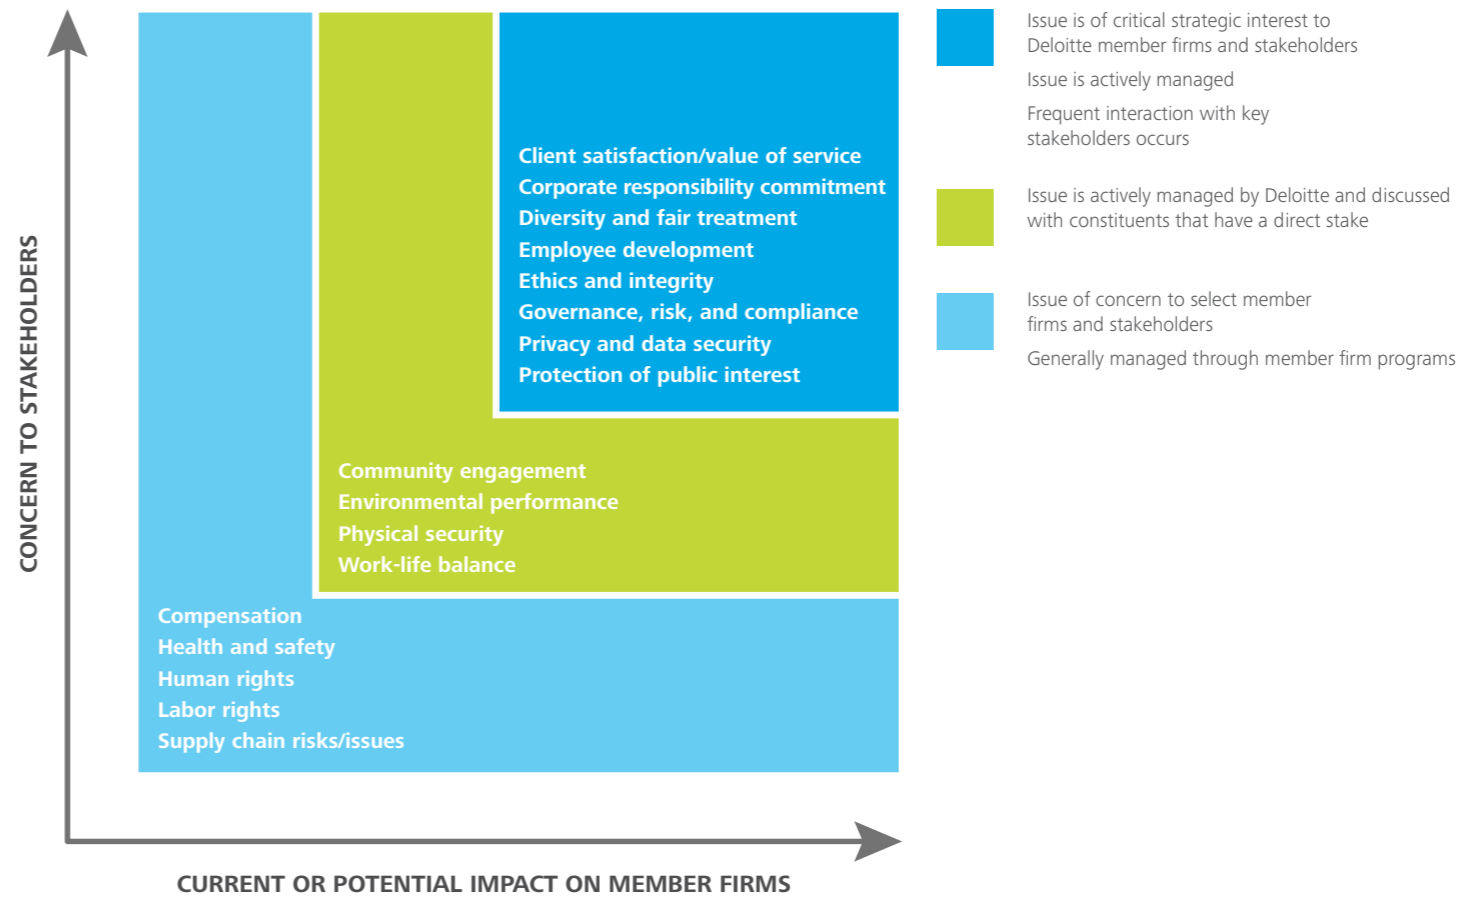 CONCERN TO STAKEHOLDERS
Client satisfaction/value of service
Corporate responsibility commitment
Diversity and fair treatment
Employee development
Ethics and integrity
Governance, risk, and compliance
Privacy and data security
Protection of public interest
Community engagement
Environmental performance
Physical security
Work-life balance
Compensation
Health and safety
Human rights
Labor rights
Supply chain risks/issues
CURRENT OR POTENTIAL IMPACT ON MEMBER FIRMS
Issue is of critical strategic interest to
Deloitte member firms and stakeholders
Issue is actively managed
Frequent interaction with key
stakeholders occurs
Issue is actively managed by Deloitte and discussed
with constituents that have a direct stake
Issue of concern to select member
firms and stakeholders
Generally managed through member firm programs